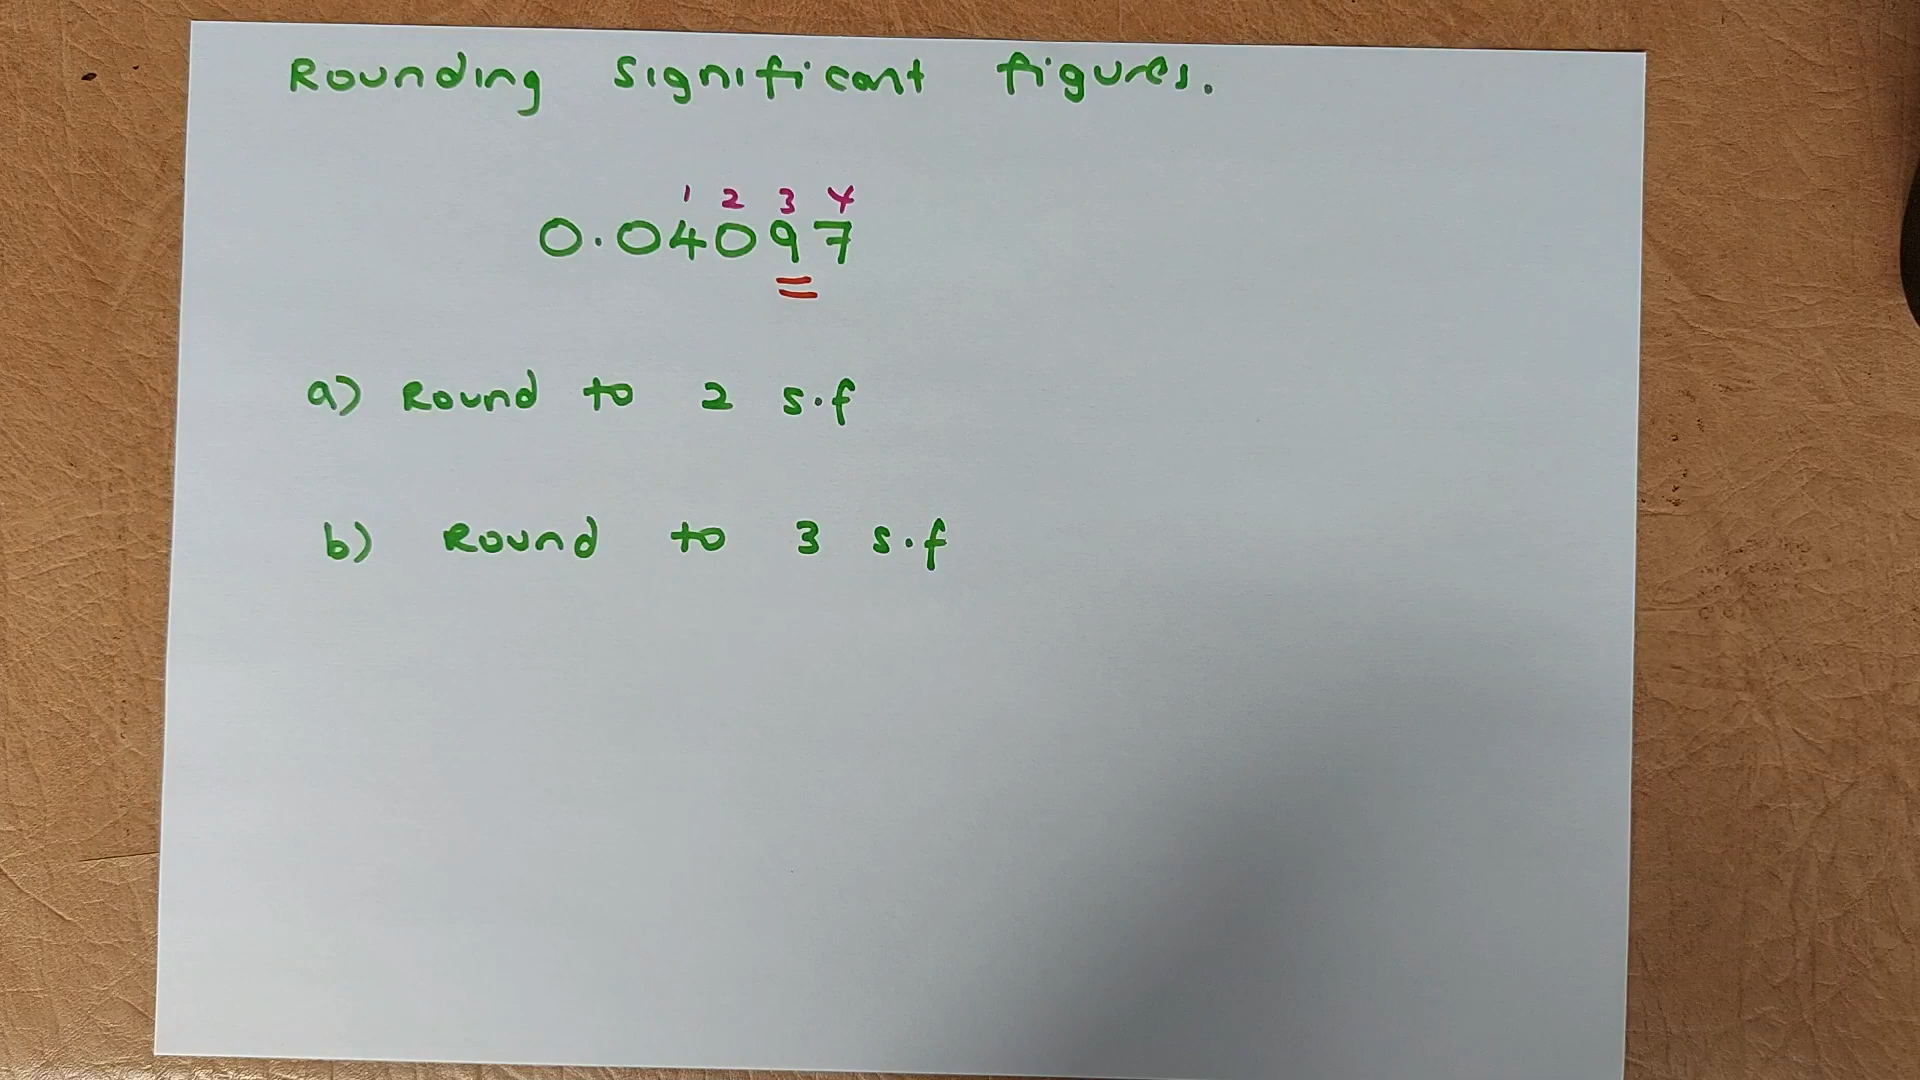 Rounding significant figures.
1 2 3 4
0.04097
a) Round to 2 s.f
b) Round to 3 s.f